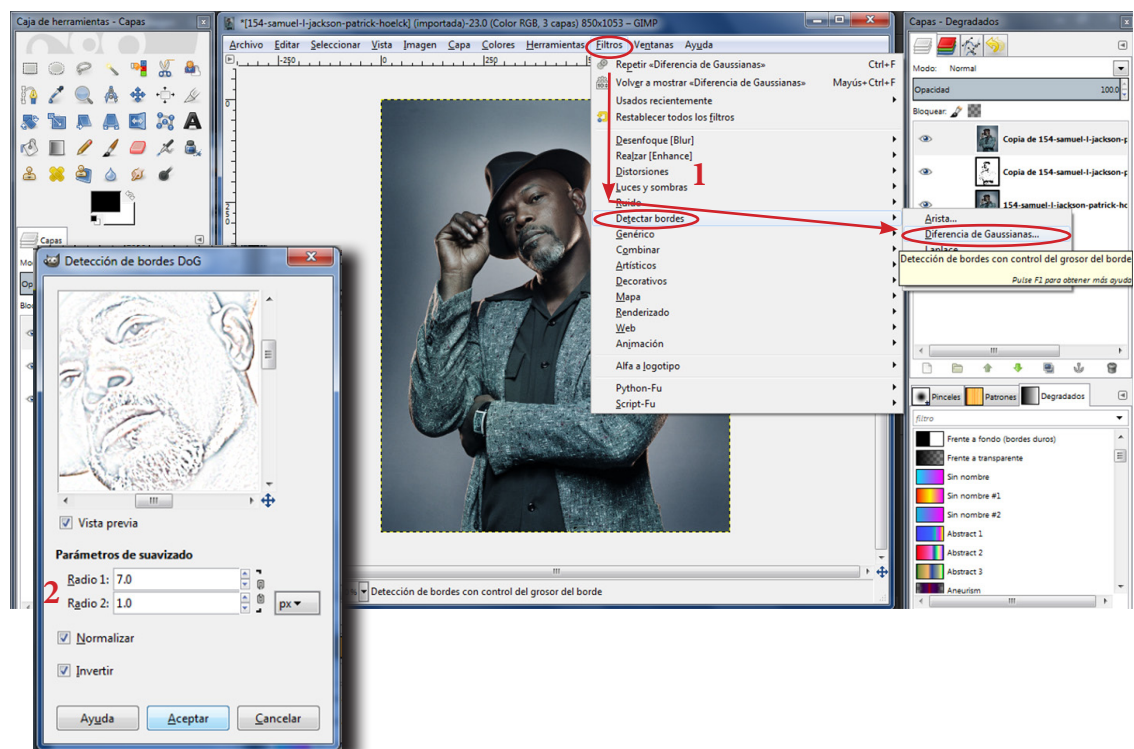 Caja de herramientas - Capas
*[154-samuel-l-jackson-patrick-hoelck] (importada)-23.0 (Color RGB, 3 capas) 850x1053 – GIMP
Capas - Degradados
Archivo Editar Seleccionar Vista Imagen Capa Colores Herramientas Filtros Ventanas Ayuda
-250 0 250
Repetir «Diferencia de Gaussianas» Ctrl+F
Volver a mostrar «Diferencia de Gaussianas» Mayús+Ctrl+F
Usados recientemente
Restablecer todos los filtros
Desenfoque [Blur]
Realzar [Enhance]
Distorsiones
1
Luces y sombras
Ruido
Detectar bordes
Genérico
Combinar
Artísticos
Decorativos
Mapa
Renderizado
Web
Animación
Alfa a logotipo
Python-Fu
Script-Fu
Arista...
Diferencia de Gaussianas...
Laplace
Detección de bordes con control del grosor del borde
Pulse F1 para obtener más ayuda
Modo: Normal
Opacidad 100.0
Bloquear:
Copia de 154-samuel-l-jackson-p
Copia de 154-samuel-l-jackson-p
154-samuel-l-jackson-patrick-ho
Pinceles Patrones Degradados
filtro
Frente a fondo (bordes duros)
Frente a transparente
Sin nombre
Sin nombre #1
Sin nombre #2
Abstract 1
Abstract 2
Abstract 3
Aneurism
Capas
Mo
Op
Blo
Detección de bordes DoG
Vista previa
Parámetros de suavizado
2
Radio 1: 7.0
Radio 2: 1.0
px
Normalizar
Invertir
Ayuda Aceptar Cancelar
% Detección de bordes con control del grosor del borde